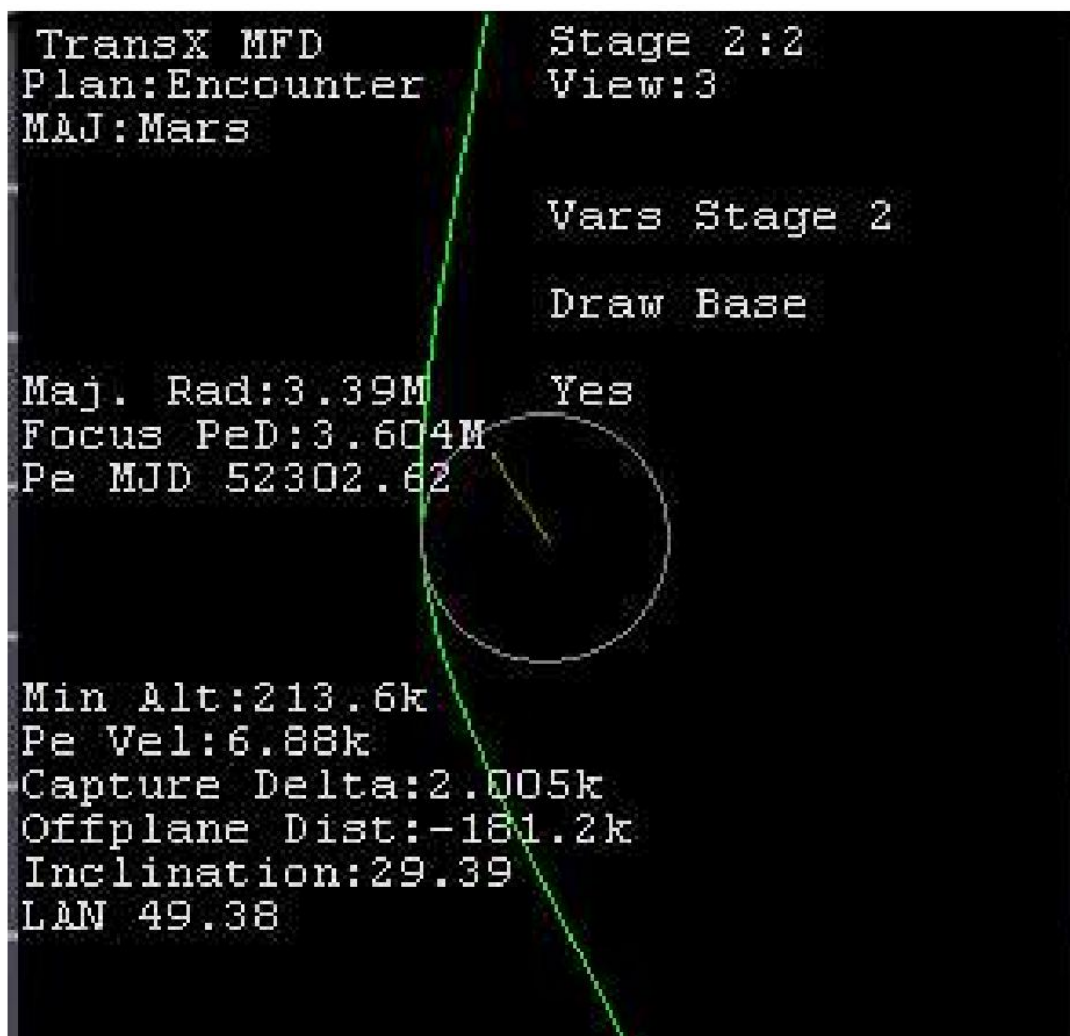 TransX MFD
Stage 2:2
Plan:Encounter
View:3
MAJ:Mars
Vars Stage 2
Draw Base
Maj. Rad:3.39M
Yes
Focus PeD:3.604M
Pe MJD 52302.62
Min Alt:213.6k
Pe Vel:6.88k
Capture Delta:2.005k
Offplane Dist:-181.2k
Inclination:29.39
LAN 49.38